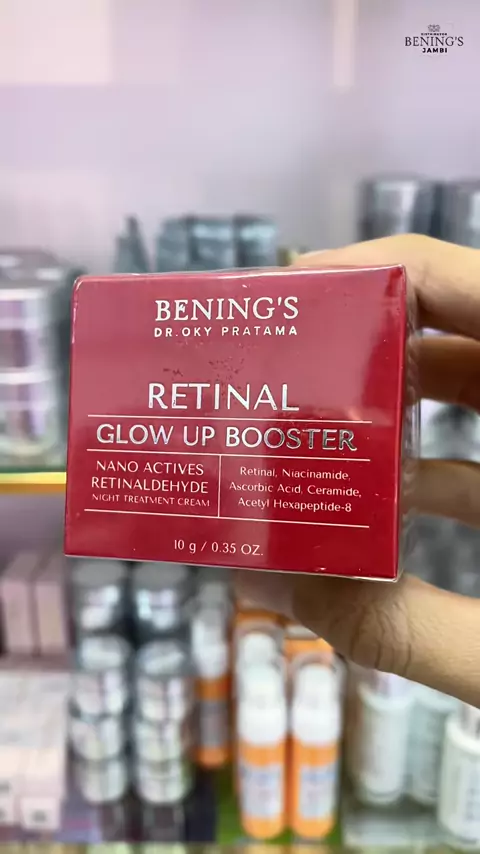 DISTRIBUTOR
BENING'S
JAMBI
BENING'S
DR. OKY PRATAMA
RETINAL
GLOW UP BOOSTER
NANO ACTIVES
RETINALDEHYDE
NIGHT TREATMENT CREAM
Retinal, Niacinamide,
Ascorbic Acid, Ceramide,
Acetyl Hexapeptide-8
10 g / 0.35 OZ.